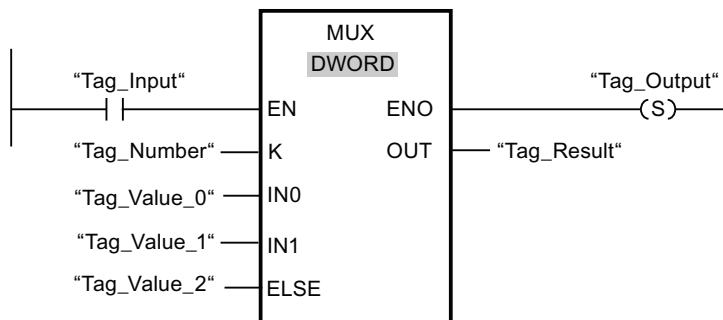 MUX
DWORD
“Tag_Input“ “Tag_Output“
EN ENO (S)
“Tag_Number“ K OUT “Tag_Result“
“Tag_Value_0“ IN0
“Tag_Value_1“ IN1
“Tag_Value_2“ ELSE